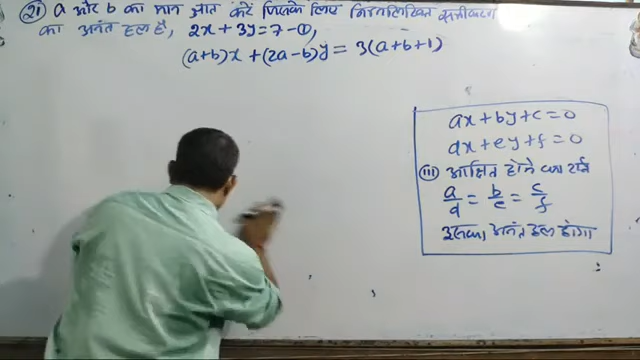 21) a और b का मान ज्ञात करें जिसके लिए निम्नलिखित समीकरण
का अनंत हल है, 2x + 3y = 7 - ①,
(a+b)x + (2a-b)y = 3(a+b+1)
ax + by + c = 0
dx + ey + f = 0
(iii) आश्रित होने का शर्त
a/d = b/e = c/f
इसका अनंत हल होगा